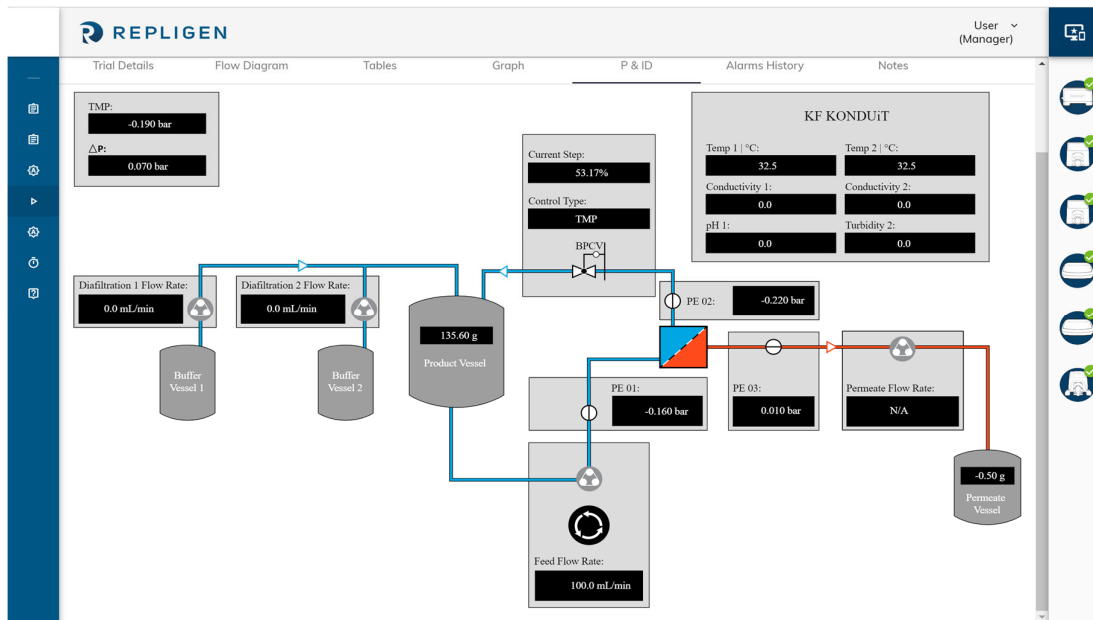 REPLIGEN
User
(Manager)
Trial Details
Flow Diagram
Tables
Graph
P & ID
Alarms History
Notes
TMP:
-0.190 bar
△P:
0.070 bar
Current Step:
53.17%
Control Type:
TMP
BPCV
KF KONDUiT
Temp 1 | °C:
Temp 2 | °C:
32.5
32.5
Conductivity 1:
Conductivity 2:
0.0
0.0
pH 1:
Turbidity 2:
0.0
0.0
Diafiltration 1 Flow Rate:
0.0 mL/min
Diafiltration 2 Flow Rate:
0.0 mL/min
Buffer
Vessel 1
Buffer
Vessel 2
135.60 g
Product Vessel
PE 02:
-0.220 bar
PE 01:
-0.160 bar
PE 03:
0.010 bar
Permeate Flow Rate:
N/A
-0.50 g
Permeate
Vessel
Feed Flow Rate:
100.0 mL/min